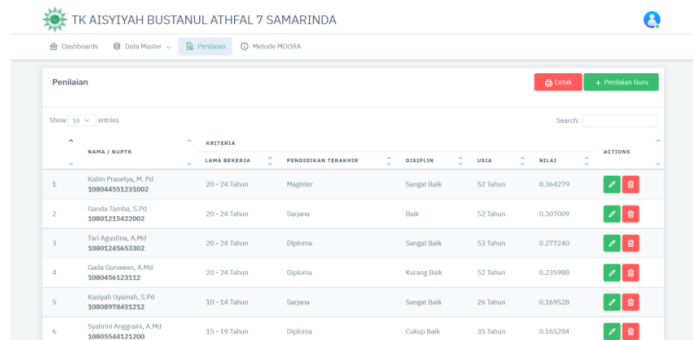 TK AISYIYAH BUSTANUL ATHFAL 7 SAMARINDA
Dashboards Data Master Penilaian Metode MOORA
Penilaian Cetak + Penilaian Guru
Show 10 entries Search:
NAMA / NUPTK KRITERIA ACTIONS
LAMA BEKERJA PENDIDIKAN TERAKHIR DISIPLIN USIA NILAI
1 Kalim Prasetya, M. Pd 20 - 24 Tahun Magister Sangat Baik 52 Tahun 0.364279
108044551231002
2 Ganda Tamba, S.Pd 20 - 24 Tahun Sarjana Baik 52 Tahun 0.307009
10801215422002
3 Tari Agustina, A.Md 20 - 24 Tahun Diploma Sangat Baik 53 Tahun 0.277240
10801245653302
4 Gada Gunawan, A.Md 20 - 24 Tahun Diploma Kurang Baik 52 Tahun 0.235988
1080456123112
5 Kasiyah Uyainah, S.Pd 10 - 14 Tahun Sarjana Sangat Baik 26 Tahun 0.169528
10808978451212
6 Syahrini Anggraini, A.Md 15 - 19 Tahun Diploma Cukup Baik 35 Tahun 0.165284
10805544121200